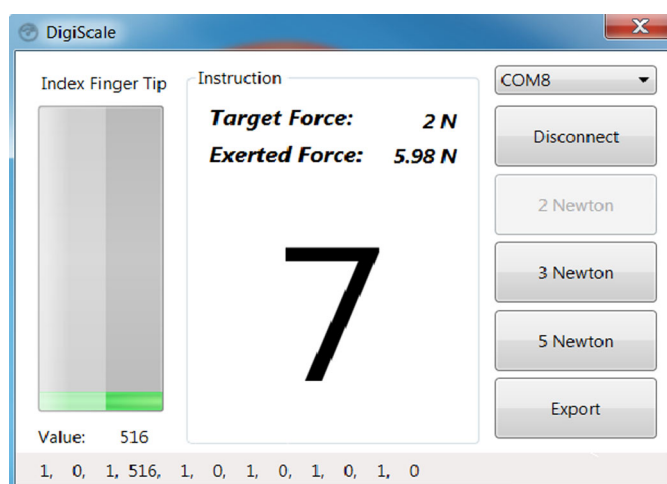 DigiScale
X
Index Finger Tip
Instruction
COM8
Target Force: 2 N
Exerted Force: 5.98 N
Disconnect
2 Newton
7
3 Newton
5 Newton
Export
Value: 516
1, 0, 1, 516, 1, 0, 1, 0, 1, 0, 1, 0